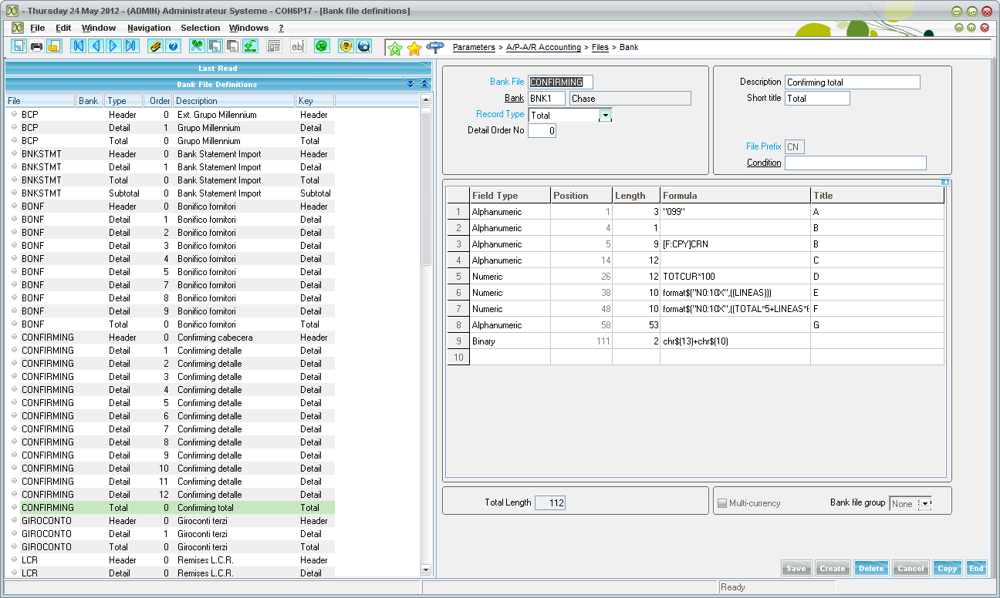 - Thursday 24 May 2012 - (ADMIN) Administrateur Systeme - CON6P17 - [Bank file definitions]
File Edit Window Navigation Selection Windows ?
Parameters > A/P-A/R Accounting > Files > Bank
Last Read
Bank File Definitions
File Bank Type Order Description Key
BCP Header 0 Ext. Grupo Millennium Header
BCP Detail 1 Grupo Millennium Detail
BCP Total 0 Grupo Millennium Total
BNKSTMT Header 0 Bank Statement Import Header
BNKSTMT Detail 1 Bank Statement Import Detail
BNKSTMT Total 0 Bank Statement Import Total
BNKSTMT Subtotal 0 Bank Statement Import Subtotal
BONF Header 0 Bonifico fornitori Header
BONF Detail 1 Bonifico fornitori Detail
BONF Detail 2 Bonifico fornitori Detail
BONF Detail 3 Bonifico fornitori Detail
BONF Detail 4 Bonifico fornitori Detail
BONF Detail 5 Bonifico fornitori Detail
BONF Detail 7 Bonifico fornitori Detail
BONF Detail 8 Bonifico fornitori Detail
BONF Detail 9 Bonifico fornitori Detail
BONF Total 0 Bonifico fornitori Total
CONFIRMING Header 0 Confirming cabecera Header
CONFIRMING Detail 1 Confirming detalle Detail
CONFIRMING Detail 2 Confirming detalle Detail
CONFIRMING Detail 3 Confirming detalle Detail
CONFIRMING Detail 4 Confirming detalle Detail
CONFIRMING Detail 5 Confirming detalle Detail
CONFIRMING Detail 6 Confirming detalle Detail
CONFIRMING Detail 7 Confirming detalle Detail
CONFIRMING Detail 8 Confirming detalle Detail
CONFIRMING Detail 9 Confirming detalle Detail
CONFIRMING Detail 10 Confirming detalle Detail
CONFIRMING Detail 11 Confirming detalle Detail
CONFIRMING Detail 12 Confirming detalle Detail
CONFIRMING Total 0 Confirming total Total
GIROCONTO Header 0 Giroconti terzi Header
GIROCONTO Detail 1 Giroconti terzi Detail
GIROCONTO Total 0 Giroconti terzi Total
LCR Header 0 Remises L.C.R. Header
LCR Detail 0 Remises L.C.R. Detail
Bank File CONFIRMING
Bank BNK1 Chase
Record Type Total
Detail Order No 0
Description Confirming total
Short title Total
File Prefix CN
Condition
Field Type Position Length Formula Title
1 Alphanumeric 1 3 "099" A
2 Alphanumeric 4 1 B
3 Alphanumeric 5 9 [F:CPY]CRN B
4 Alphanumeric 14 12 C
5 Numeric 26 12 TOTCUR*100 D
6 Numeric 38 10 format$("N0:10X",((LINEAS))) E
7 Numeric 48 10 format$("N0:10X",((TOTAL*5+LINEAS*6 F
8 Alphanumeric 58 53 G
9 Binary 111 2 chr$(13)+chr$(10)
10
Total Length 112
Multi-currency Bank file group None
Save Create Delete Cancel Copy End
Ready